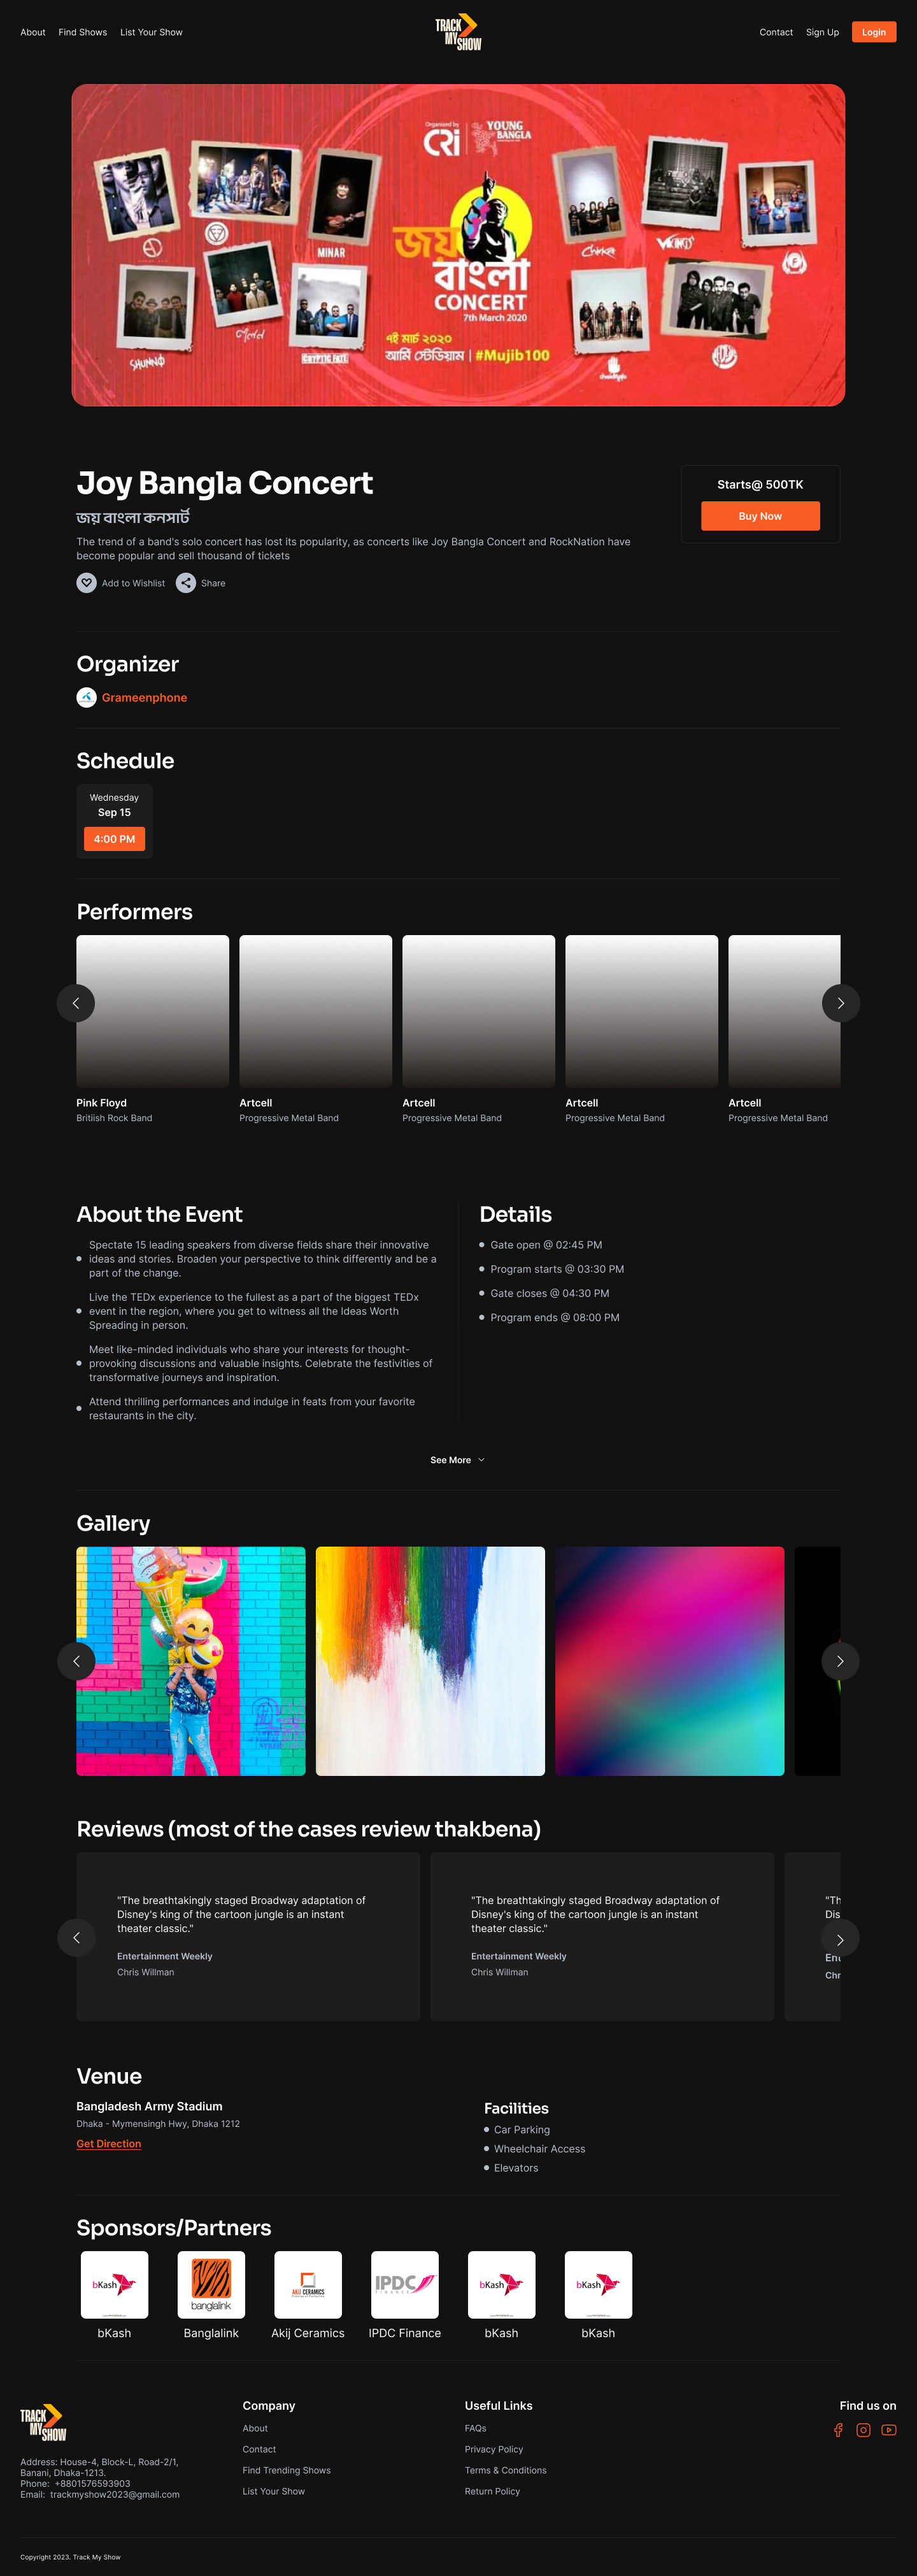 About Find Shows List Your Show
TRACK
MY
SHOW
Contact Sign Up Login
Organized by
CRi
YOUNG
BANGLA
MINAR
Chirkutt
VIKINGS
জয়
বাংলা
CONCERT
7th March 2020
SHUNNO
CRYPTIC FATE
৭ই মার্চ ২০২০
আর্মি স্টেডিয়াম | #Mujib100
Joy Bangla Concert
জয় বাংলা কনসার্ট
The trend of a band's solo concert has lost its popularity, as concerts like Joy Bangla Concert and RockNation have
become popular and sell thousand of tickets
Add to Wishlist Share
Starts@ 500TK
Buy Now
Organizer
Grameenphone
Schedule
Wednesday
Sep 15
4:00 PM
Performers
Pink Floyd
Britiish Rock Band
Artcell
Progressive Metal Band
Artcell
Progressive Metal Band
Artcell
Progressive Metal Band
Artcell
Progressive Metal Band
About the Event
Spectate 15 leading speakers from diverse fields share their innovative
ideas and stories. Broaden your perspective to think differently and be a
part of the change.
Live the TEDx experience to the fullest as a part of the biggest TEDx
event in the region, where you get to witness all the Ideas Worth
Spreading in person.
Meet like-minded individuals who share your interests for thought-
provoking discussions and valuable insights. Celebrate the festivities of
transformative journeys and inspiration.
Attend thrilling performances and indulge in feats from your favorite
restaurants in the city.
Details
Gate open @ 02:45 PM
Program starts @ 03:30 PM
Gate closes @ 04:30 PM
Program ends @ 08:00 PM
See More
Gallery
Reviews (most of the cases review thakbena)
"The breathtakingly staged Broadway adaptation of
Disney's king of the cartoon jungle is an instant
theater classic."
Entertainment Weekly
Chris Willman
"The breathtakingly staged Broadway adaptation of
Disney's king of the cartoon jungle is an instant
theater classic."
Entertainment Weekly
Chris Willman
"Th
Dis
Ent
Chr
Venue
Bangladesh Army Stadium
Dhaka - Mymensingh Hwy, Dhaka 1212
Get Direction
Facilities
Car Parking
Wheelchair Access
Elevators
Sponsors/Partners
bKash
banglalink
AKIJ CERAMICS
IPDC
FINANCE
bKash
bKash
bKash
Banglalink
Akij Ceramics
IPDC Finance
bKash
bKash
TRACK
MY
SHOW
Address: House-4, Block-L, Road-2/1,
Banani, Dhaka-1213.
Phone: +8801576593903
Email: trackmyshow2023@gmail.com
Company
About
Contact
Find Trending Shows
List Your Show
Useful Links
FAQs
Privacy Policy
Terms & Conditions
Return Policy
Find us on
Copyright 2023. Track My Show